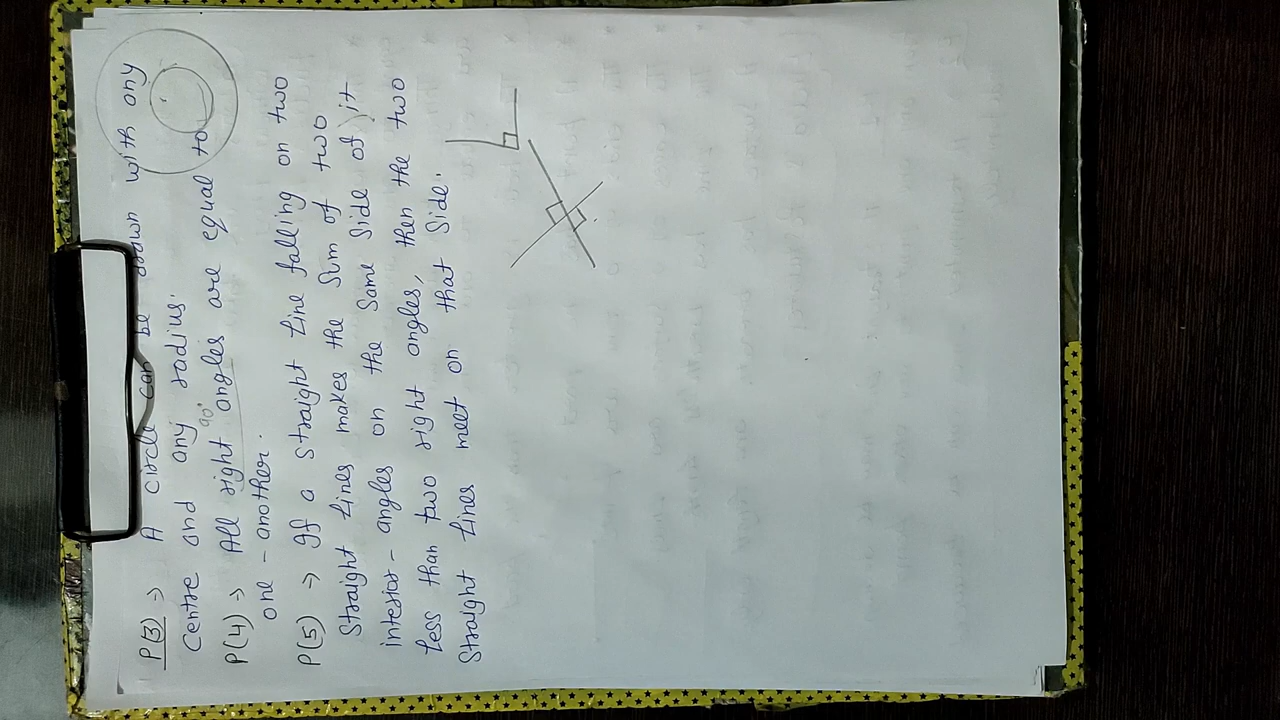 P(3) → A circle can be drawn with any
Centre and any radius.
P(4) → All right angles are equal to
90°
one - another.
P(5) → If a straight line falling on two
Straight lines makes the Sum of two
interior - angles on the Same Side of it
less than two right angles, then the two
Straight lines meet on that Side.